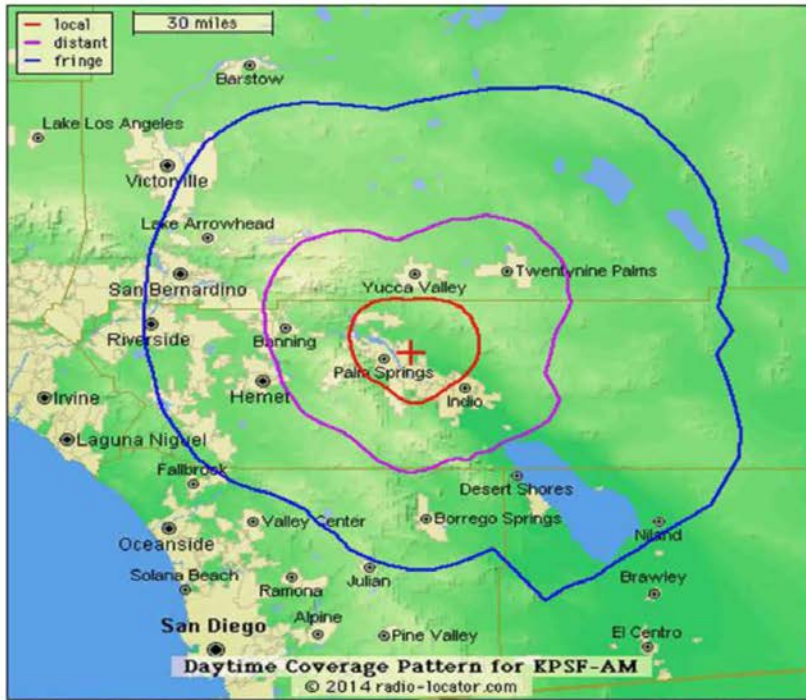 local
distant
fringe
30 miles
Barstow
Lake Los Angeles
Victorville
Lake Arrowhead
San Bernardino
Yucca Valley
Twentynine Palms
Riverside
Banning
Palm Springs
Irvine
Hemet
Indio
Laguna Niguel
Fallbrook
Desert Shores
Oceanside
Valley Center
Borrego Springs
Niland
Solana Beach
Ramona
Julian
Brawley
San Diego
Alpine
Pine Valley
El Centro
Daytime Coverage Pattern for KPSF-AM
© 2014 radio-locator.com